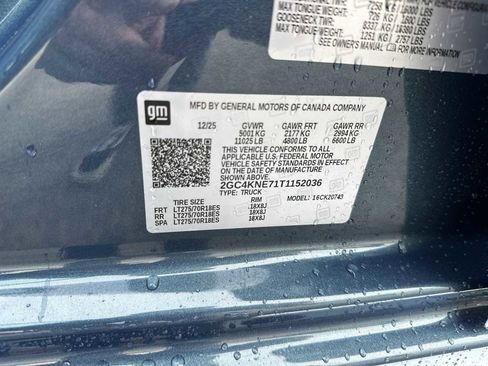 MAX TONGUE WEIGHT:
GOOSENECK TWR:
MAX TONGUE WEIGHT: 1251 KG / 2757 LBS
SEE OWNER'S MANUAL
gm
MFD BY GENERAL MOTORS OF CANADA COMPANY
12/25 GVWR GAWR FRT GAWR RR
5001 KG 2177 KG 2994 KG
11025 LB 4800 LB 6600 LB
THIS VEHICLE CONFORMS TO ALL APPLICABLE
U.S. FEDERAL MOTOR
VEHICLE SAFETY STANDARDS IN EFFECT ON THE
DATE OF MANUFACTURE SHOWN ABOVE.
2GC4KNE71T1152036
TYPE: TRUCK
TIRE SIZE RIM MODEL: 16CK20743
FRT LT275/70R18ES 18X8J
RR LT275/70R18ES 18X8J
SPA LT275/70R18ES 18X8J